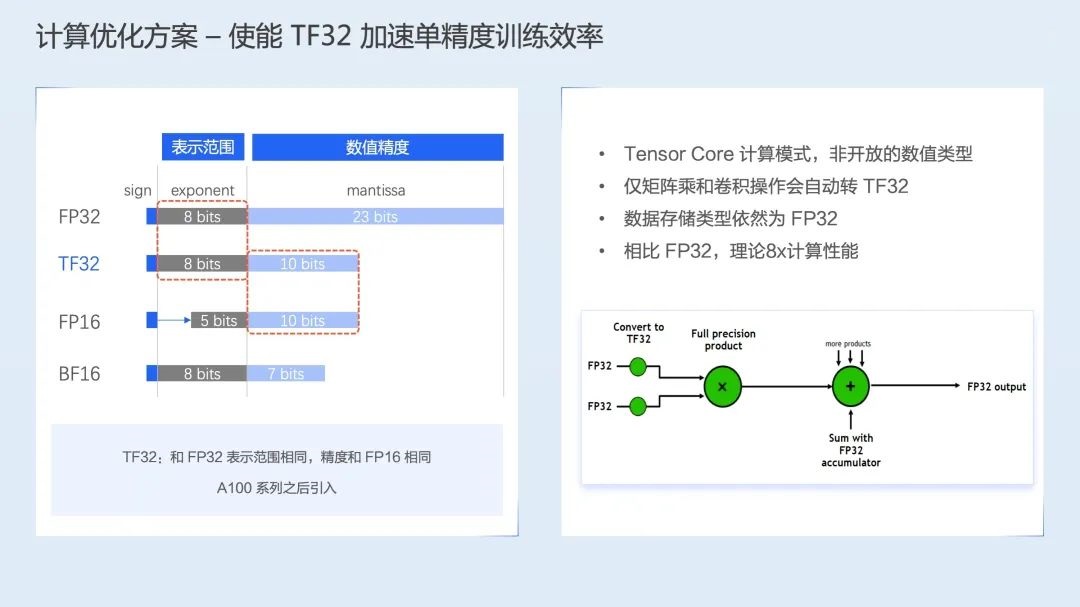 计算优化方案 – 使能 TF32 加速单精度训练效率
表示范围 数值精度
sign exponent mantissa
FP32 8 bits 23 bits
TF32 8 bits 10 bits
FP16 5 bits 10 bits
BF16 8 bits 7 bits
TF32：和 FP32 表示范围相同，精度和 FP16 相同
A100 系列之后引入
• Tensor Core 计算模式，非开放的数值类型
• 仅矩阵乘和卷积操作会自动转 TF32
• 数据存储类型依然为 FP32
• 相比 FP32，理论8x计算性能
Convert to
TF32
Full precision
product
more products
FP32
FP32
×
+
FP32 output
Sum with
FP32
accumulator